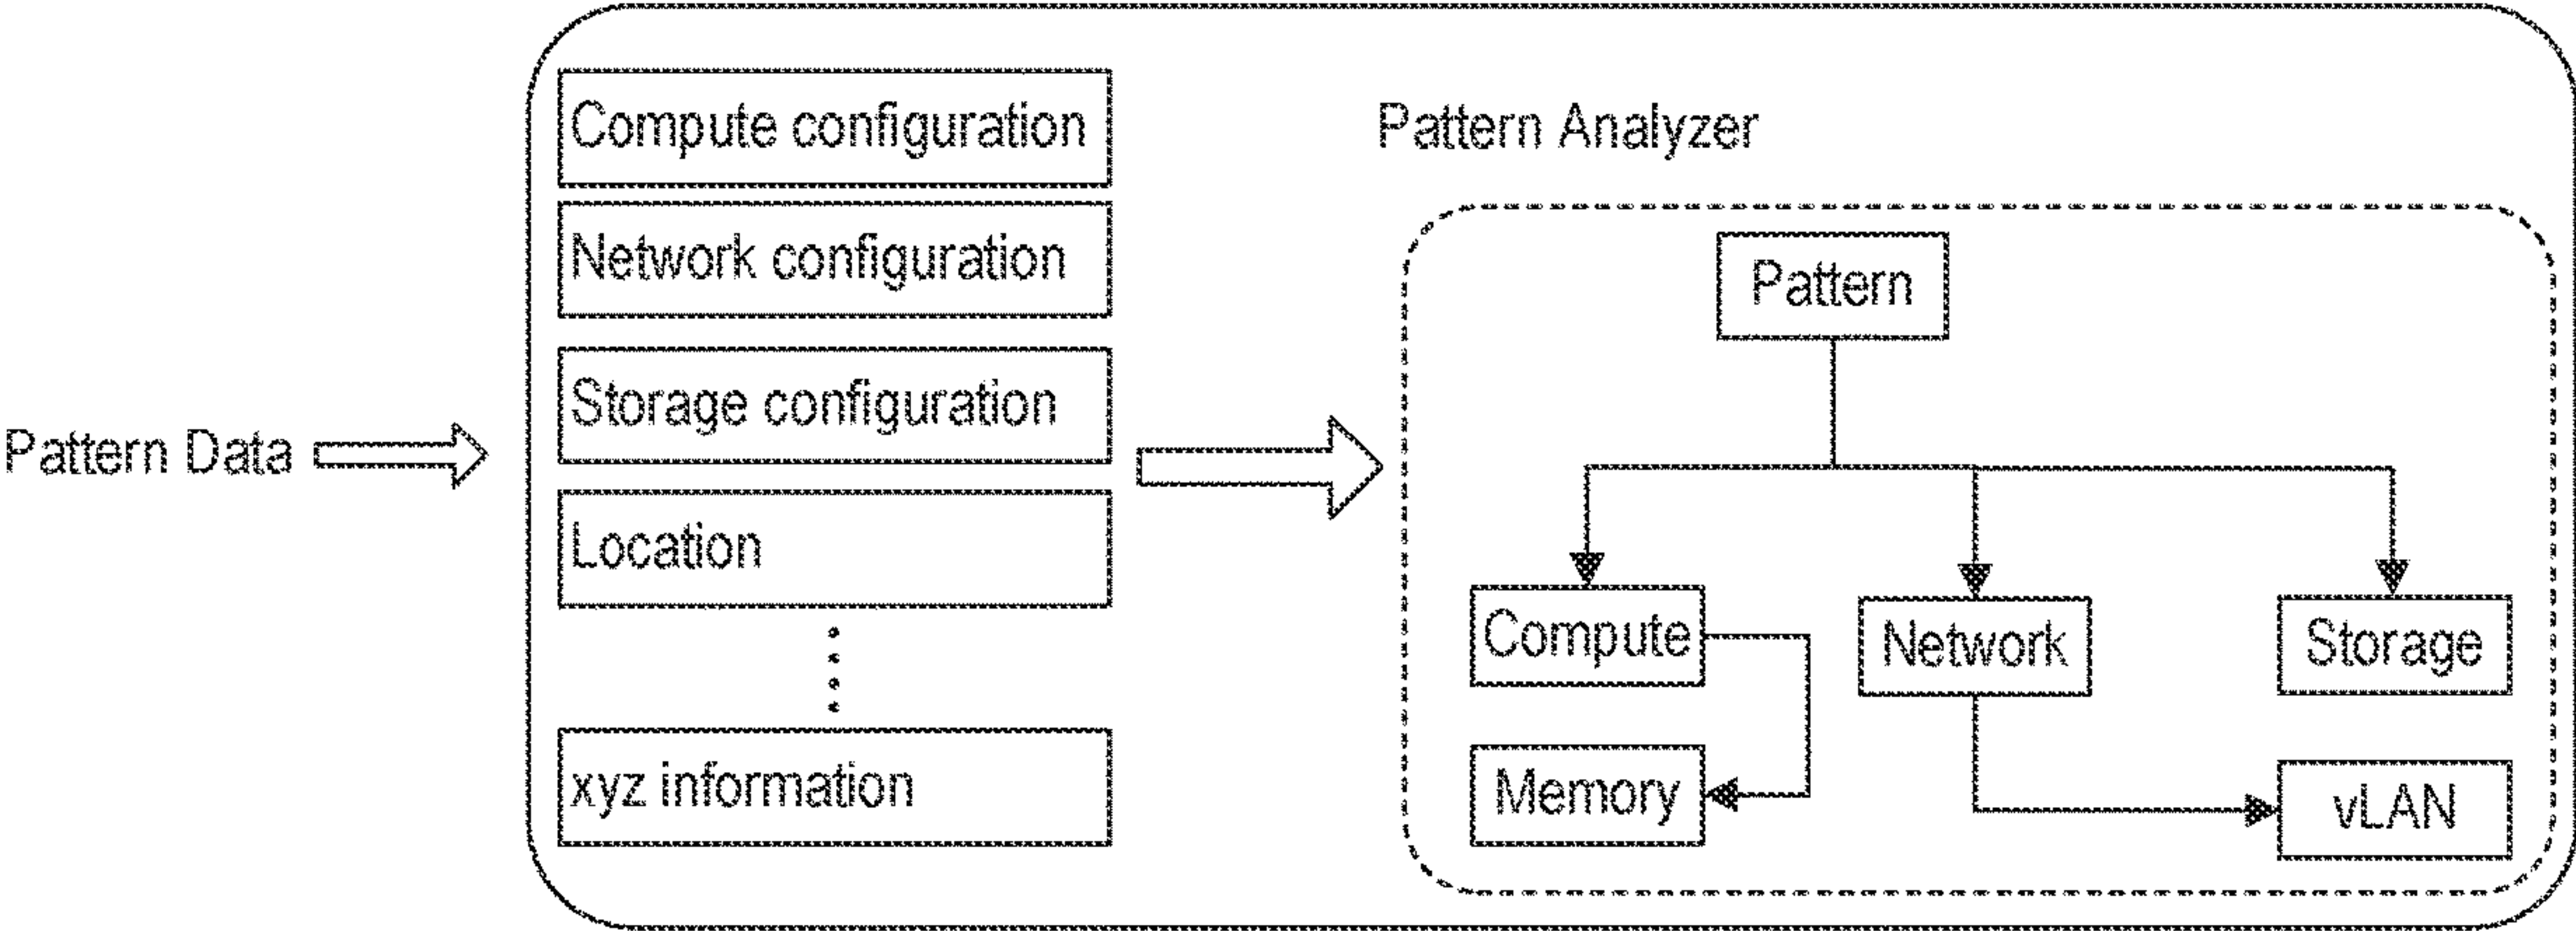 Pattern Data
Compute configuration
Network configuration
Storage configuration
Location
xyz information
Pattern Analyzer
Pattern
Compute
Network
Storage
Memory
vLAN